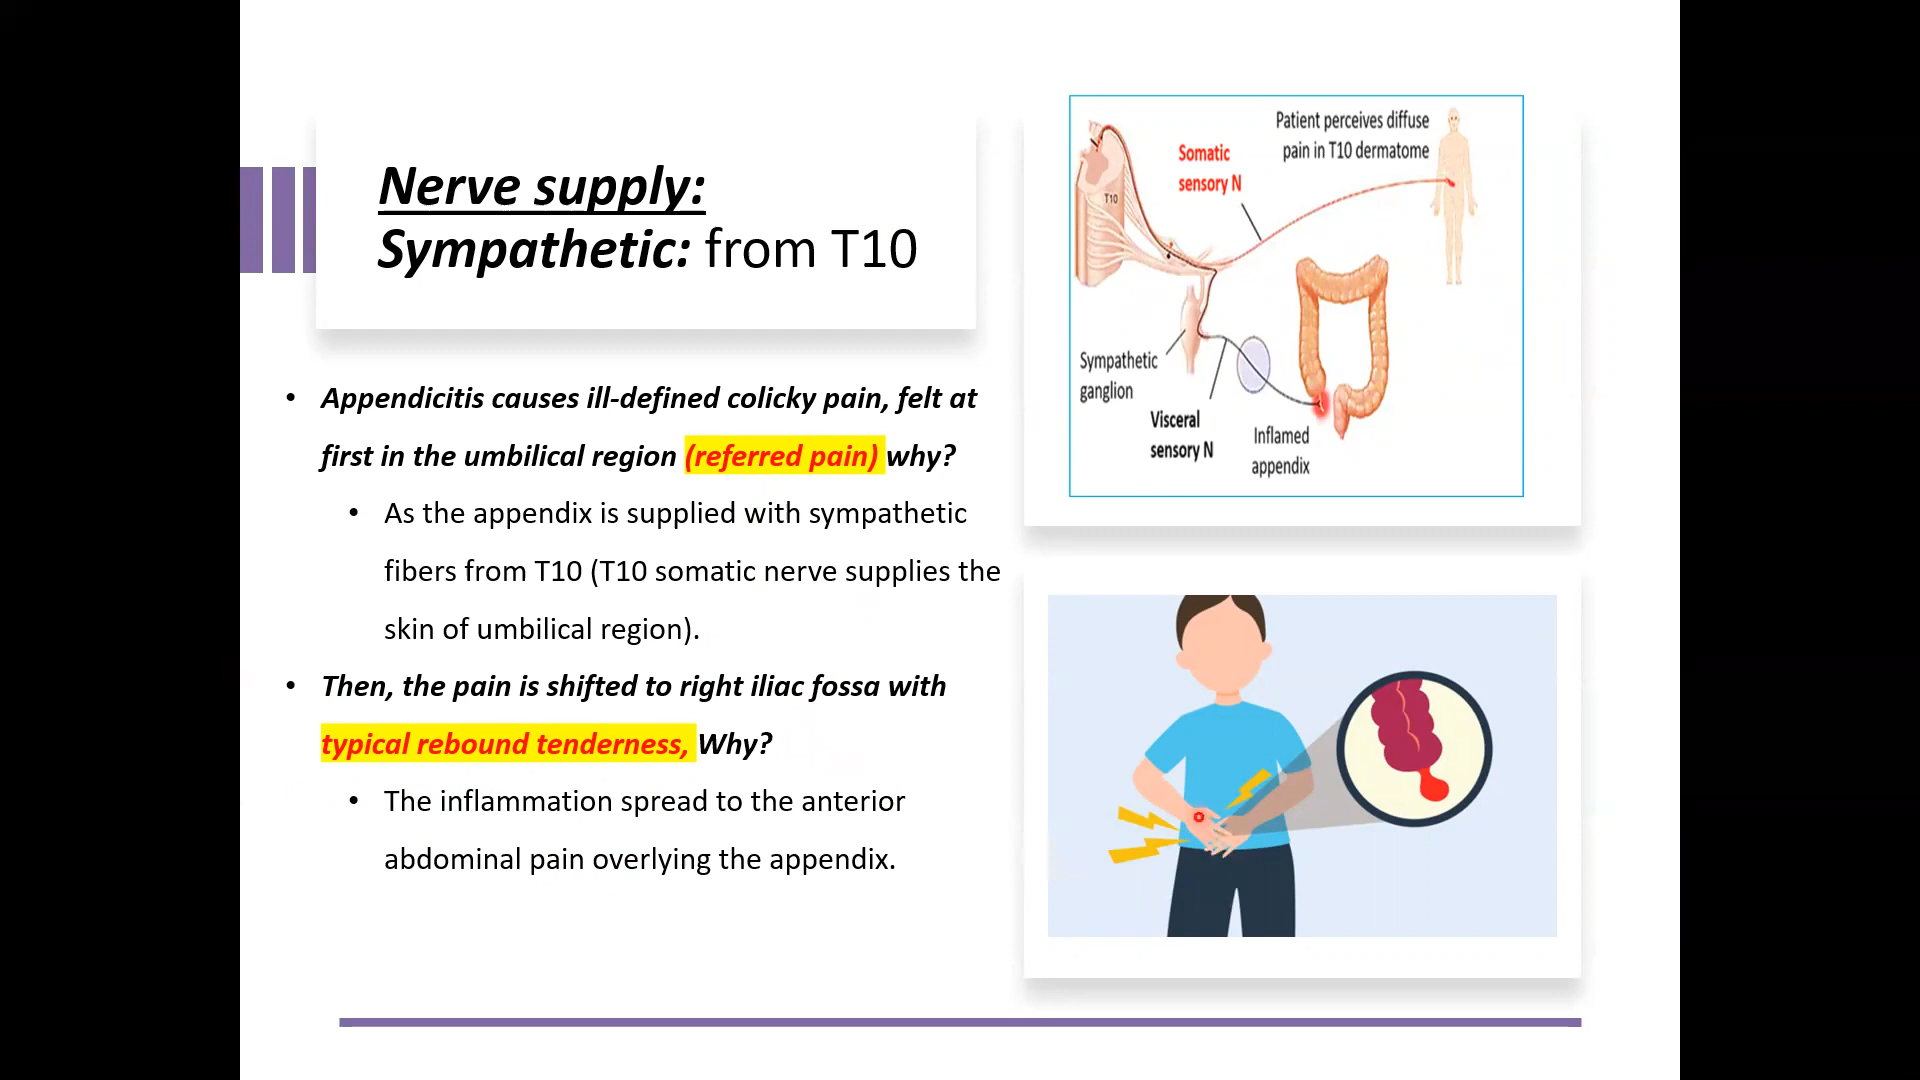 Nerve supply:
Sympathetic: from T10
• Appendicitis causes ill-defined colicky pain, felt at
first in the umbilical region (referred pain) why?
• As the appendix is supplied with sympathetic
fibers from T10 (T10 somatic nerve supplies the
skin of umbilical region).
• Then, the pain is shifted to right iliac fossa with
typical rebound tenderness, Why?
• The inflammation spread to the anterior
abdominal pain overlying the appendix.
Patient perceives diffuse
pain in T10 dermatome
Somatic
sensory N
T10
Sympathetic
ganglion
Visceral
sensory N
Inflamed
appendix